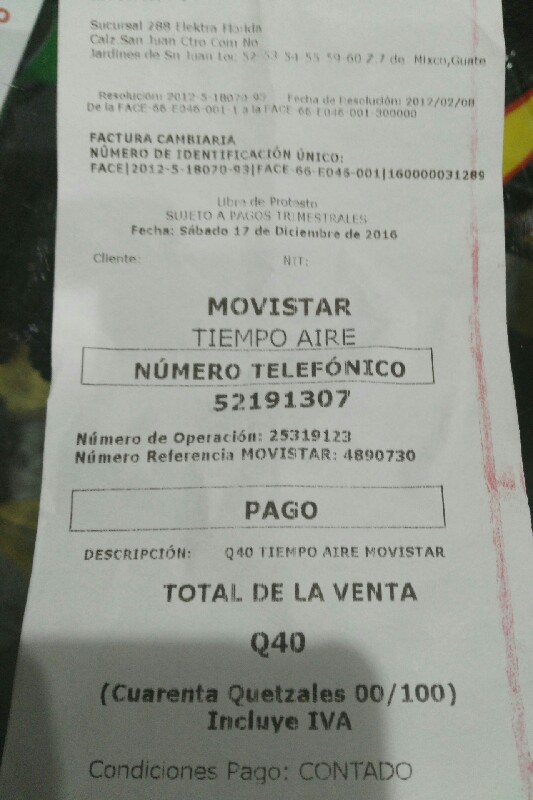 Sucursal 288 Elektra Florida
Calz.San Juan Ctro Com No
Jardines de Sn Juan Loc 52-53-54-55-59-60 Z.7 de Mixco,Guate
Resolución: 2012-5-18070-93 Fecha de Resolución: 2012/02/08
De la FACE-66-E046-001-1 a la FACE-66-E046-001-300000
FACTURA CAMBIARIA
NÚMERO DE IDENTIFICACIÓN ÚNICO:
FACE|2012-5-18070-93|FACE-66-E046-001|160000031289
Libre de Protesto
SUJETO A PAGOS TRIMESTRALES
Fecha: Sábado 17 de Diciembre de 2016
Cliente: Nit:
MOVISTAR
TIEMPO AIRE
NÚMERO TELEFÓNICO
52191307
Número de Operación: 25319123
Número Referencia MOVISTAR: 4890730
PAGO
DESCRIPCIÓN: Q40 TIEMPO AIRE MOVISTAR
TOTAL DE LA VENTA
Q40
(Cuarenta Quetzales 00/100)
Incluye IVA
Condiciones Pago: CONTADO